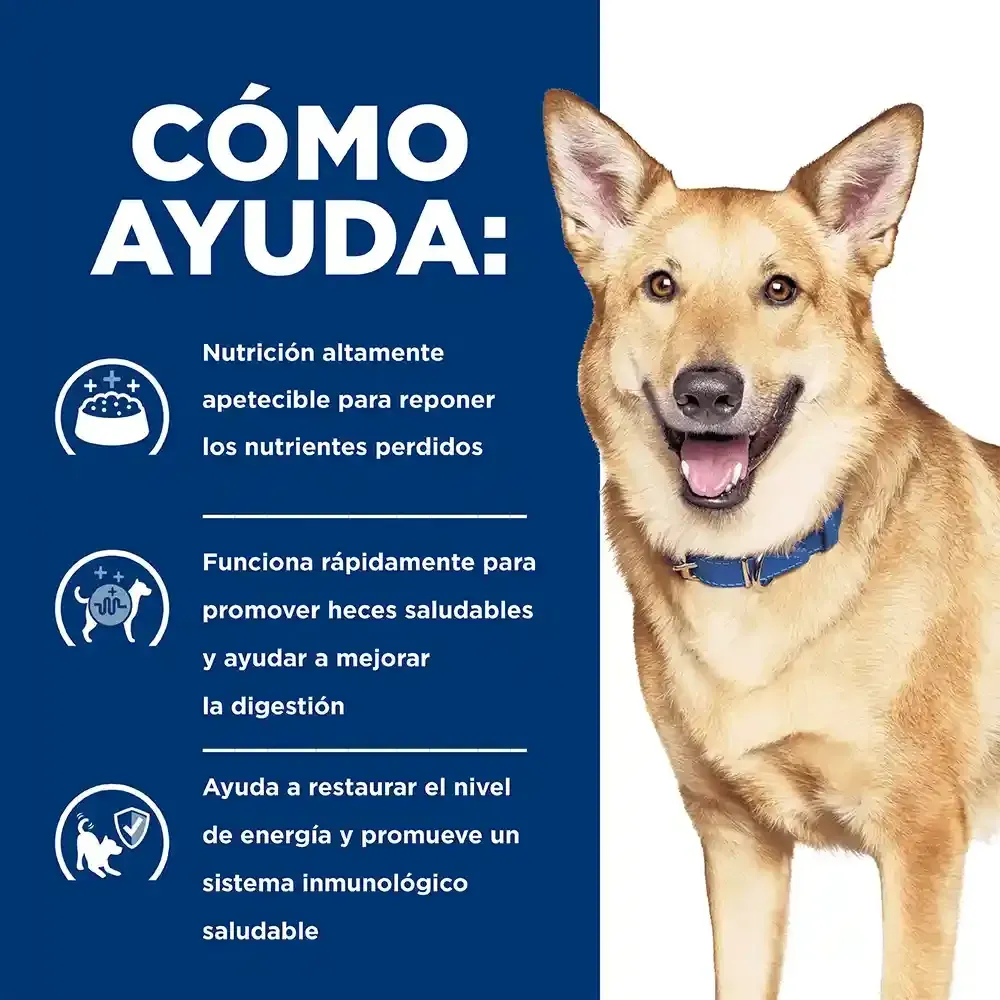 CÓMO
AYUDA:
Nutrición altamente
apetecible para reponer
los nutrientes perdidos
Funciona rápidamente para
promover heces saludables
y ayudar a mejorar
la digestión
Ayuda a restaurar el nivel
de energía y promueve un
sistema inmunológico
saludable